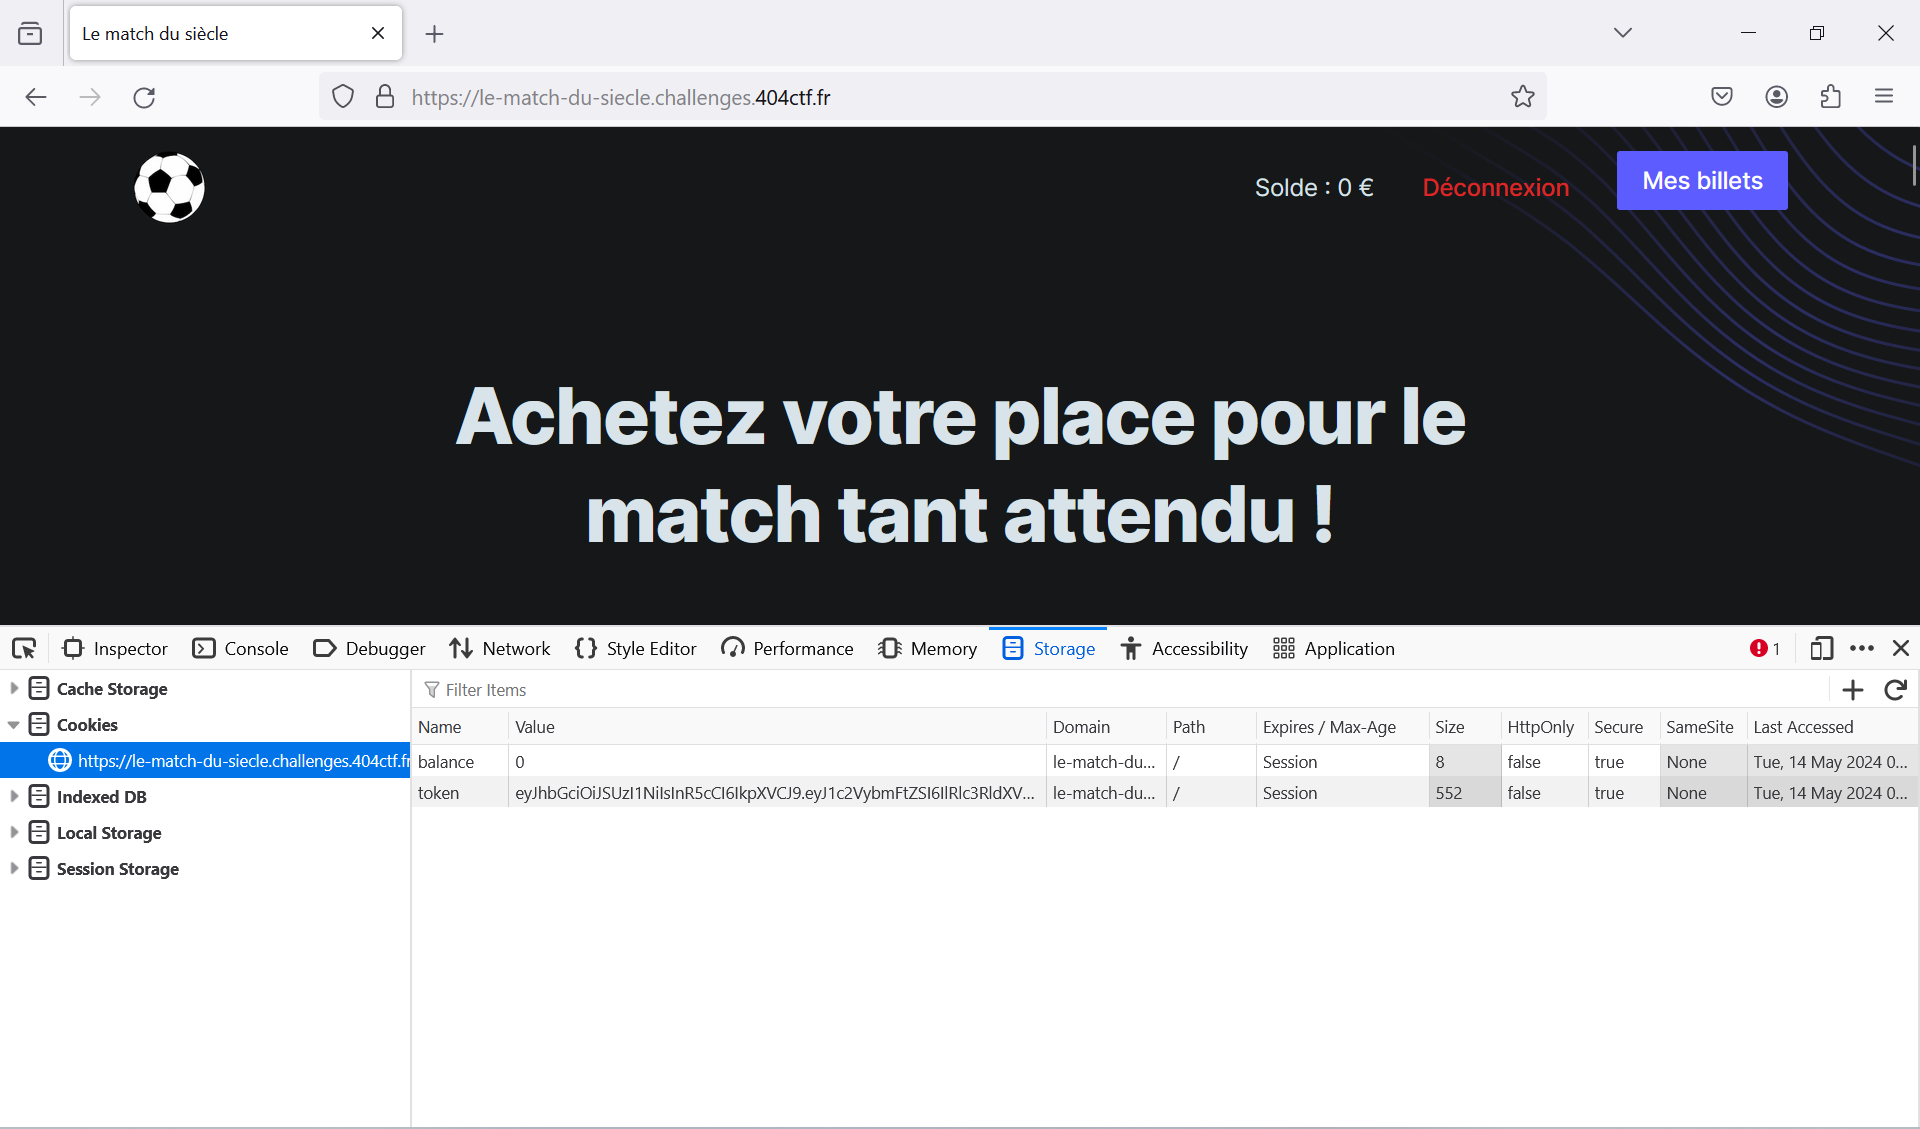 Le match du siècle
https://le-match-du-siecle.challenges.404ctf.fr
Solde : 0 €
Déconnexion
Mes billets
Achetez votre place pour le
match tant attendu !
Inspector
Console
Debugger
Network
Style Editor
Performance
Memory
Storage
Accessibility
Application
1
Cache Storage
Cookies
https://le-match-du-siecle.challenges.404ctf.fr
Indexed DB
Local Storage
Session Storage
Filter Items
Name Value Domain Path Expires / Max-Age Size HttpOnly Secure SameSite Last Accessed
balance 0 le-match-du... / Session 8 false true None Tue, 14 May 2024 0...
token eyJhbGciOiJSUzI1NiIsInR5cCI6IkpXVCJ9.eyJ1c2VybmFtZSI6IlRlc3RldXV... le-match-du... / Session 552 false true None Tue, 14 May 2024 0...